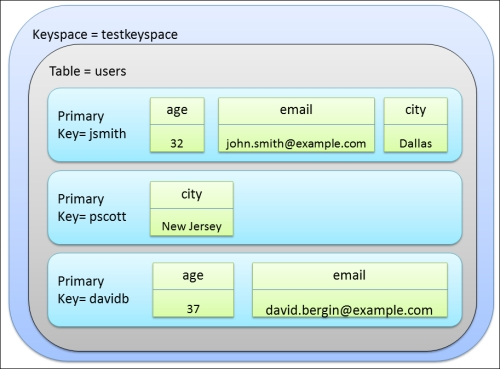 Keyspace = testkeyspace
Table = users
Primary
Key= jsmith
age
32
email
john.smith@example.com
city
Dallas
Primary
Key= pscott
city
New Jersey
Primary
Key= davidb
age
37
email
david.bergin@example.com